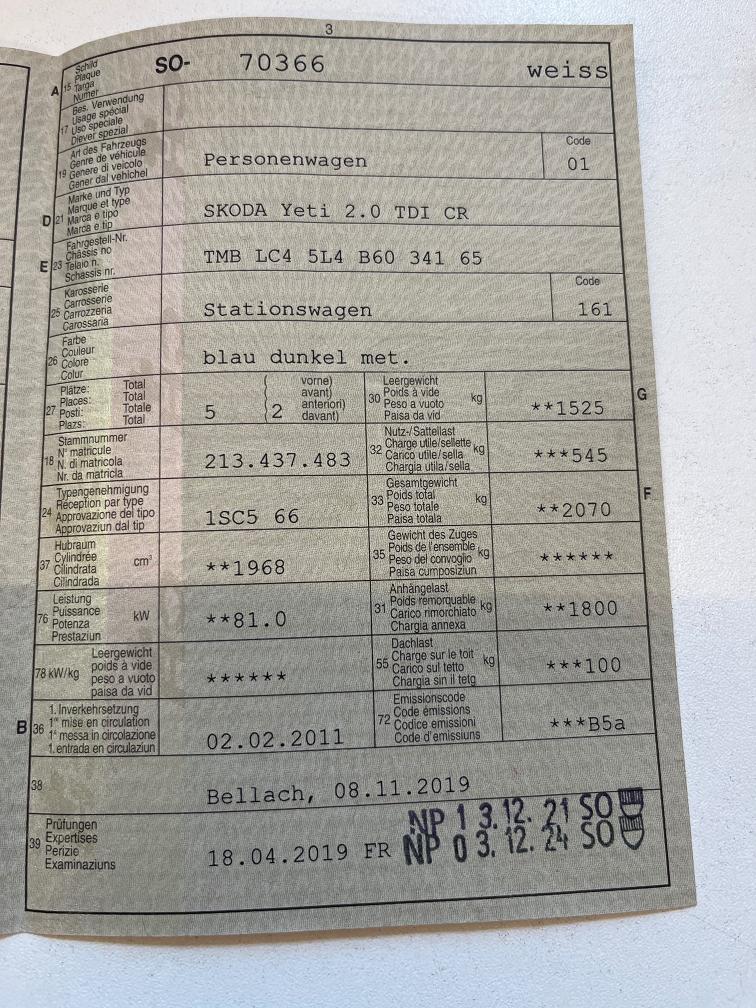 3
A 15 Schild Plaque Targa Numer SO- 70366 weiss
17 Bes. Verwendung Usage spécial Uso speciale Diever spezial
19 Art des Fahrzeugs Genre de véhicule Genere di veicolo Gener dal vehichel Personenwagen Code 01
D 21 Marke und Typ Marque et type Marca e tipo Marca e tip SKODA Yeti 2.0 TDI CR
E 23 Fahrgestell-Nr. Châssis no Telaio n. Schassis nr. TMB LC4 5L4 B60 341 65
25 Karosserie Carrosserie Carrozzeria Carossaria Stationswagen Code 161
26 Farbe Couleur Colore Colur blau dunkel met.
27 Plätze: Total Places: Total Posti: Totale Plazs: Total 5 ( 2 vorne) avant) anteriori) davant)
30 Leergewicht Poids à vide Peso a vuoto Paisa da vid kg **1525 G
18 Stammnummer N° matricule N. di matricola Nr. da matricla 213.437.483
32 Nutz-/Sattellast Charge utile/sellette Carico utile/sella Chargia utila/sella kg ***545
24 Typengenehmigung Réception par type Approvazione del tipo Approvaziun dal tip 1SC5 66
33 Gesamtgewicht Poids total Peso totale Paisa totala kg **2070 F
37 Hubraum Cylindrée Cilindrata Cilindrada cm³ **1968
35 Gewicht des Zuges Poids de l'ensemble Peso del convoglio Paisa cumposiziun kg ******
76 Leistung Puissance Potenza Prestaziun kW **81.0
31 Anhängelast Poids remorquable Carico rimorchiato Chargia annexa kg **1800
78 kW/kg Leergewicht poids à vide peso a vuoto paisa da vid ******
55 Dachlast Charge sur le toit Carico sul tetto Chargia sin il tetg kg ***100
B 36 1. Inverkehrsetzung 1re mise en circulation 1a messa in circolazione 1. entrada en circulaziun 02.02.2011
72 Emissionscode Code émissions Codice emissioni Code d'emissiuns ***B5a
38 Bellach, 08.11.2019
39 Prüfungen Expertises Perizie Examinaziuns 18.04.2019 FR
NP 1 3. 12. 21 SO
NP 0 3. 12. 24 SO